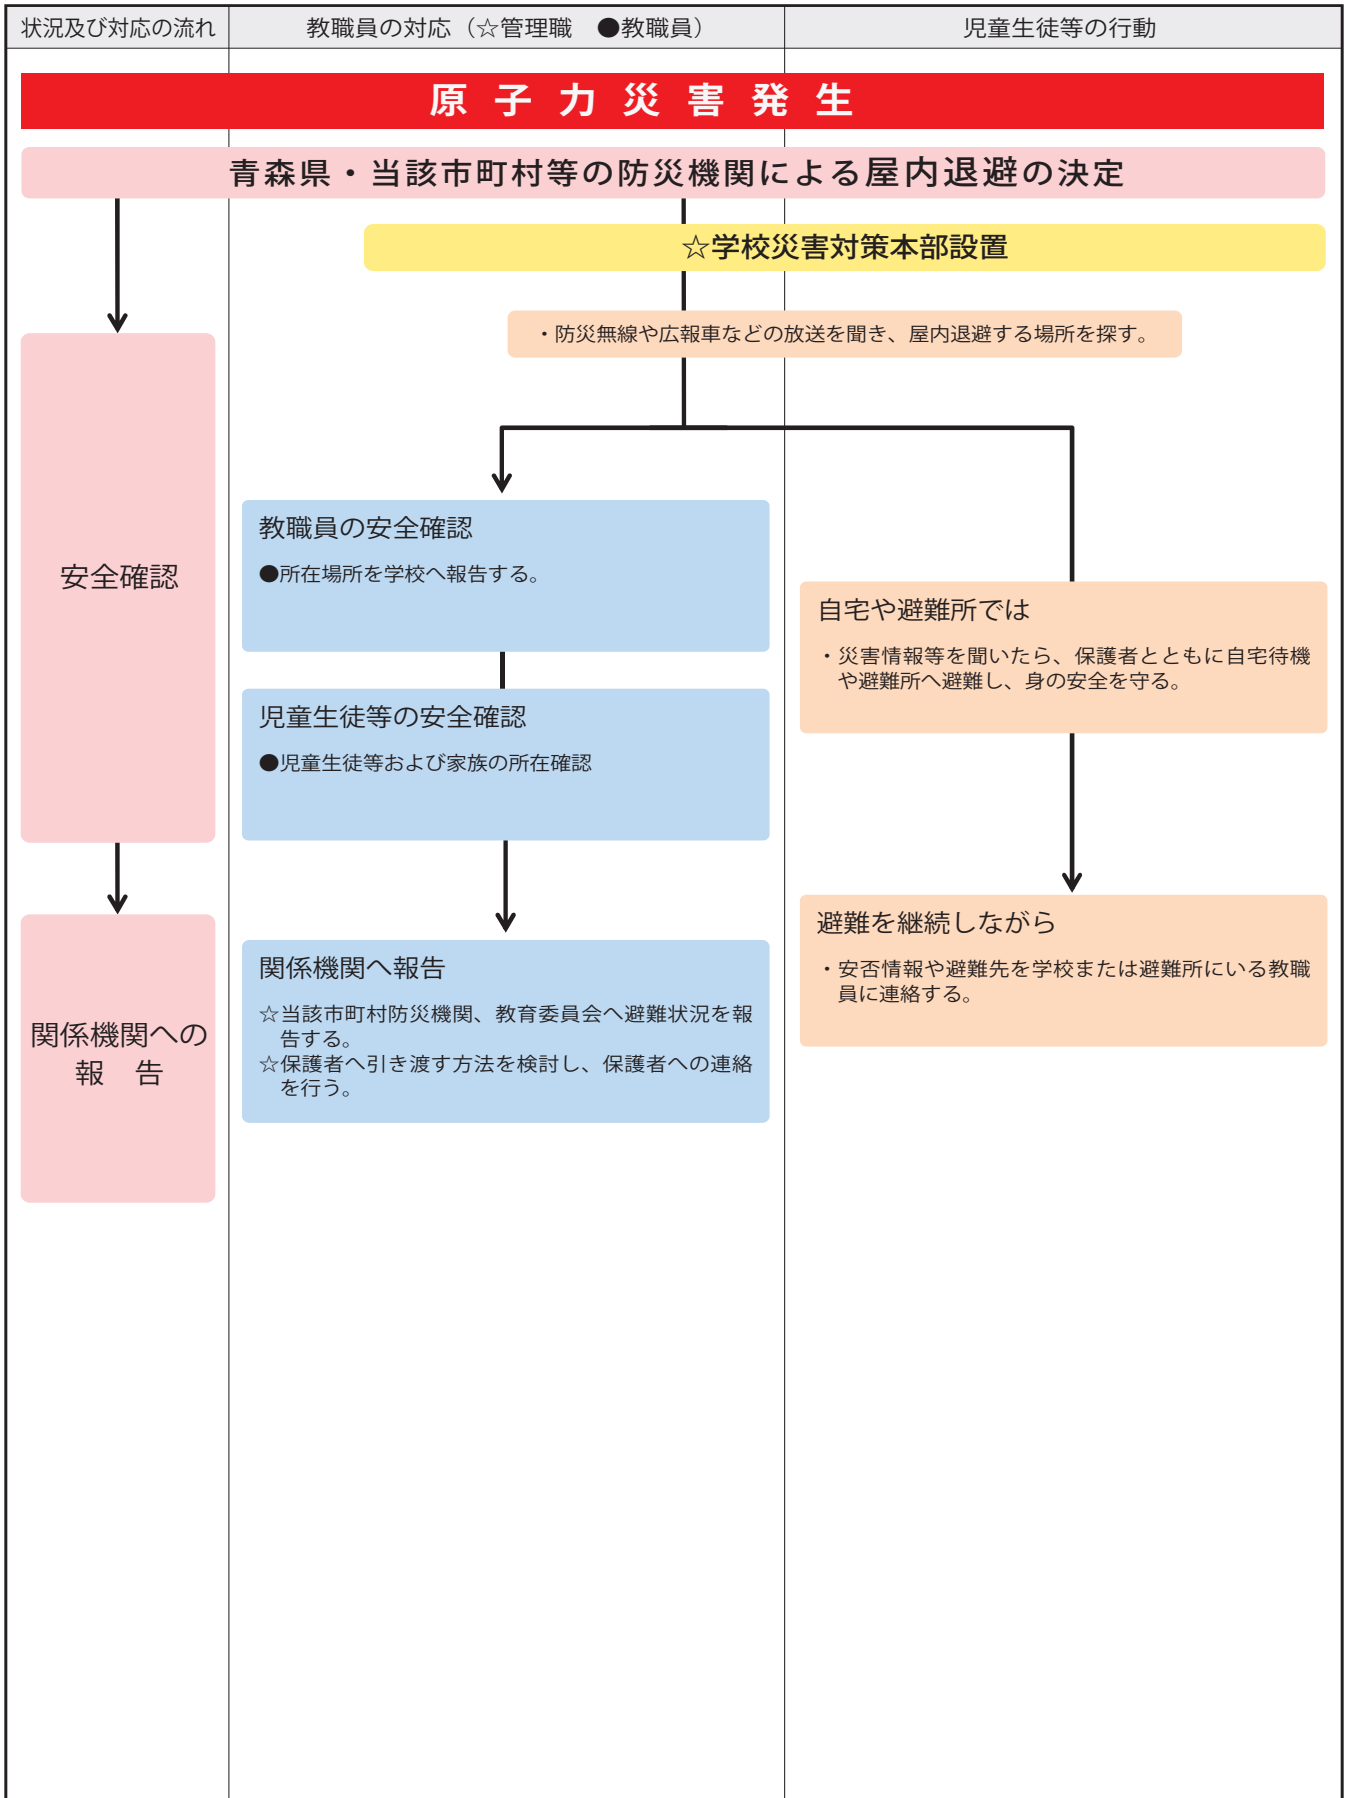 状況及び対応の流れ
教職員の対応（☆管理職　●教職員）
児童生徒等の行動
原子力災害発生
青森県・当該市町村等の防災機関による屋内退避の決定
☆学校災害対策本部設置
・防災無線や広報車などの放送を聞き、屋内退避する場所を探す。
安全確認
教職員の安全確認
●所在場所を学校へ報告する。
児童生徒等の安全確認
●児童生徒等および家族の所在確認
自宅や避難所では
・災害情報等を聞いたら、保護者とともに自宅待機
や避難所へ避難し、身の安全を守る。
関係機関への
報　告
関係機関へ報告
☆当該市町村防災機関、教育委員会へ避難状況を報
告する。
☆保護者へ引き渡す方法を検討し、保護者への連絡
を行う。
避難を継続しながら
・安否情報や避難先を学校または避難所にいる教職
員に連絡する。